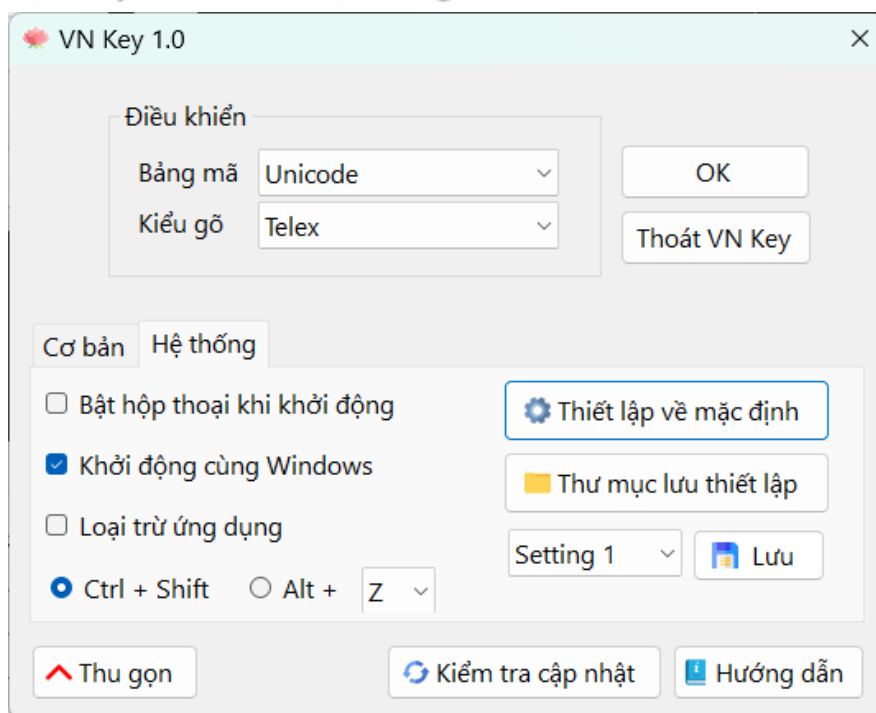 VN Key 1.0
Điều khiển
Bảng mã Unicode OK
Kiểu gõ Telex Thoát VN Key
Cơ bản Hệ thống
Bật hộp thoại khi khởi động Thiết lập về mặc định
Khởi động cùng Windows Thư mục lưu thiết lập
Loại trừ ứng dụng Setting 1 Lưu
Ctrl + Shift Alt + Z
Thu gọn Kiểm tra cập nhật Hướng dẫn